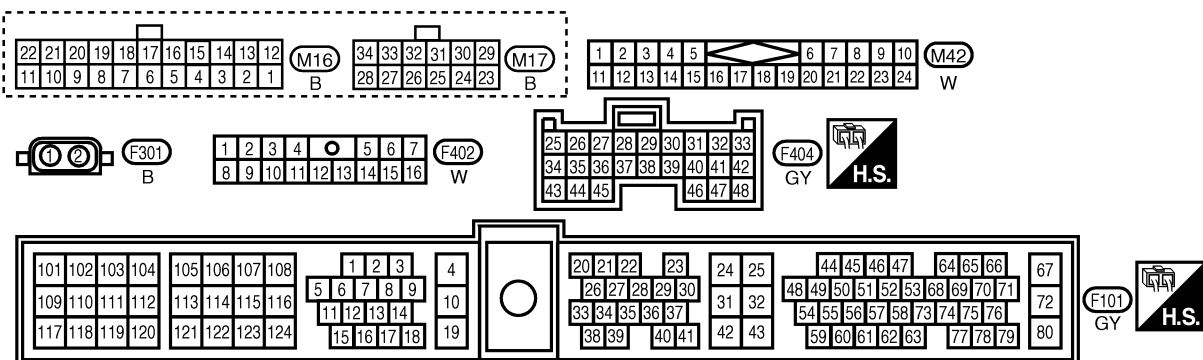 22 21 20 19 18 17 16 15 14 13 12
11 10 9 8 7 6 5 4 3 2 1
M16
B
34 33 32 31 30 29
28 27 26 25 24 23
M17
B
1 2 3 4 5 6 7 8 9 10
11 12 13 14 15 16 17 18 19 20 21 22 23 24
M42
W
1 2
F301
B
1 2 3 4 5 6 7
8 9 10 11 12 13 14 15 16
F402
W
25 26 27 28 29 30 31 32 33
34 35 36 37 38 39 40 41 42
43 44 45 46 47 48
F404
GY
H.S.
101 102 103 104 105 106 107 108 1 2 3 4
109 110 111 112 113 114 115 116 5 6 7 8 9 10
11 12 13 14
117 118 119 120 121 122 123 124 15 16 17 18 19
20 21 22 23 24 25 44 45 46 47 64 65 66 67
26 27 28 29 30 31 32 48 49 50 51 52 53 68 69 70 71 72
33 34 35 36 37 54 55 56 57 58 73 74 75 76
38 39 40 41 42 43 59 60 61 62 63 77 78 79 80
F101
GY
H.S.